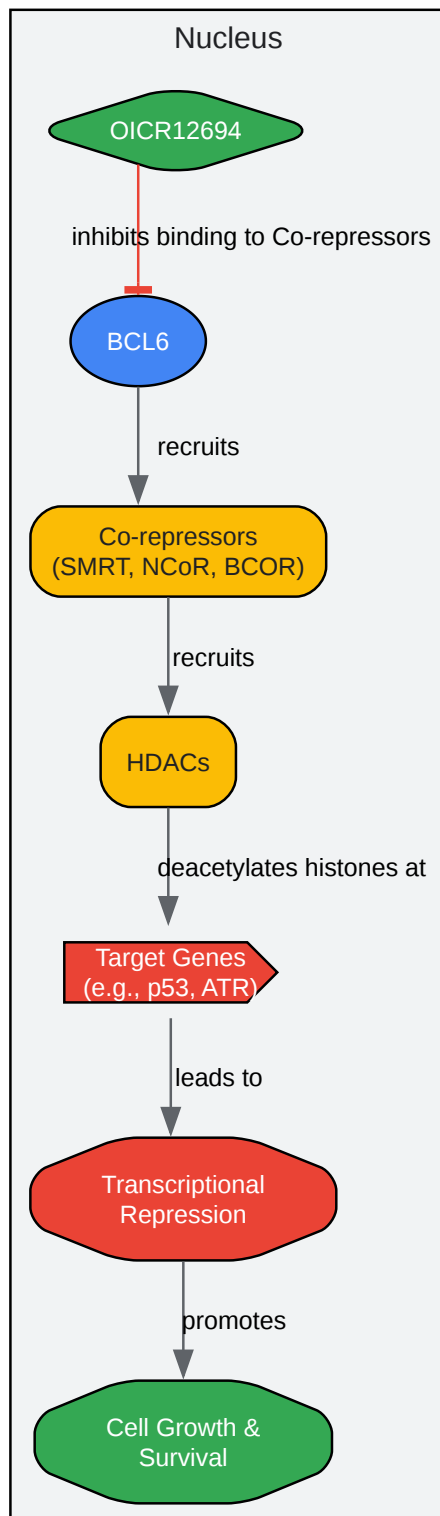 Nucleus
OICR12694
inhibits binding to Co-repressors
BCL6
recruits
Co-repressors
(SMRT, NCoR, BCOR)
recruits
HDACs
deacetylates histones at
Target Genes
(e.g., p53, ATR)
leads to
Transcriptional
Repression
promotes
Cell Growth &
Survival